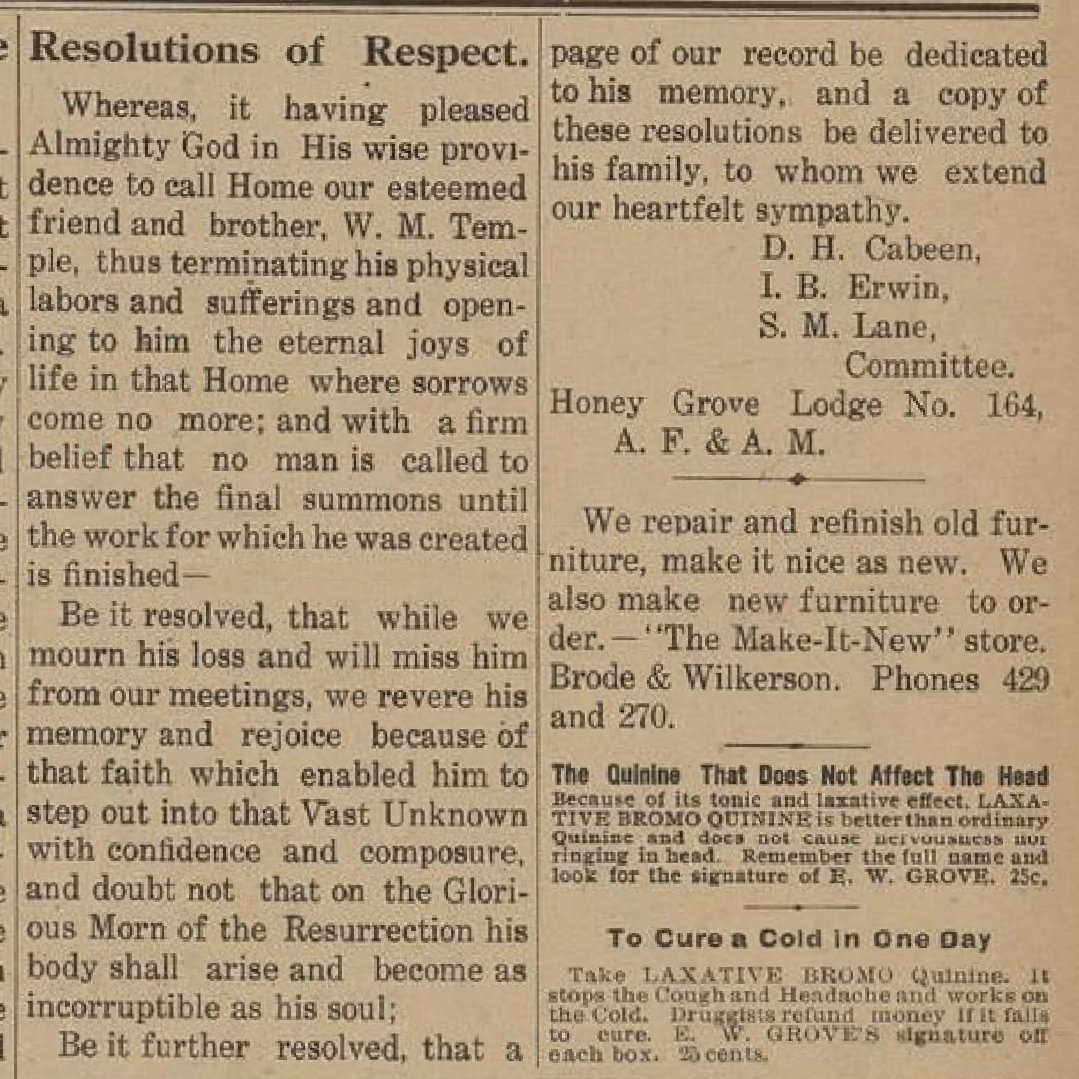 Resolutions of Respect.
Whereas, it having pleased
Almighty God in His wise provi-
dence to call Home our esteemed
friend and brother, W. M. Tem-
ple, thus terminating his physical
labors and sufferings and open-
ing to him the eternal joys of
life in that Home where sorrows
come no more; and with a firm
belief that no man is called to
answer the final summons until
the work for which he was created
is finished—
Be it resolved, that while we
mourn his loss and will miss him
from our meetings, we revere his
memory and rejoice because of
that faith which enabled him to
step out into that Vast Unknown
with confidence and composure,
and doubt not that on the Glori-
ous Morn of the Resurrection his
body shall arise and become as
incorruptible as his soul;
Be it further resolved, that a
page of our record be dedicated
to his memory, and a copy of
these resolutions be delivered to
his family, to whom we extend
our heartfelt sympathy.
D. H. Cabeen,
I. B. Erwin,
S. M. Lane,
Committee.
Honey Grove Lodge No. 164,
A. F. & A. M.
We repair and refinish old fur-
niture, make it nice as new. We
also make new furniture to or-
der.—"The Make-It-New" store.
Brode & Wilkerson. Phones 429
and 270.
The Quinine That Does Not Affect The Head
Because of its tonic and laxative effect, LAXA-
TIVE BROMO QUININE is better than ordinary
Quinine and does not cause nervousness nor
ringing in head. Remember the full name and
look for the signature of E. W. GROVE. 25c.
To Cure a Cold in One Day
Take LAXATIVE BROMO Quinine. It
stops the Cough and Headache and works on
the Cold. Druggists refund money if it fails
to cure. E. W. GROVE'S signature on
each box. 25 cents.